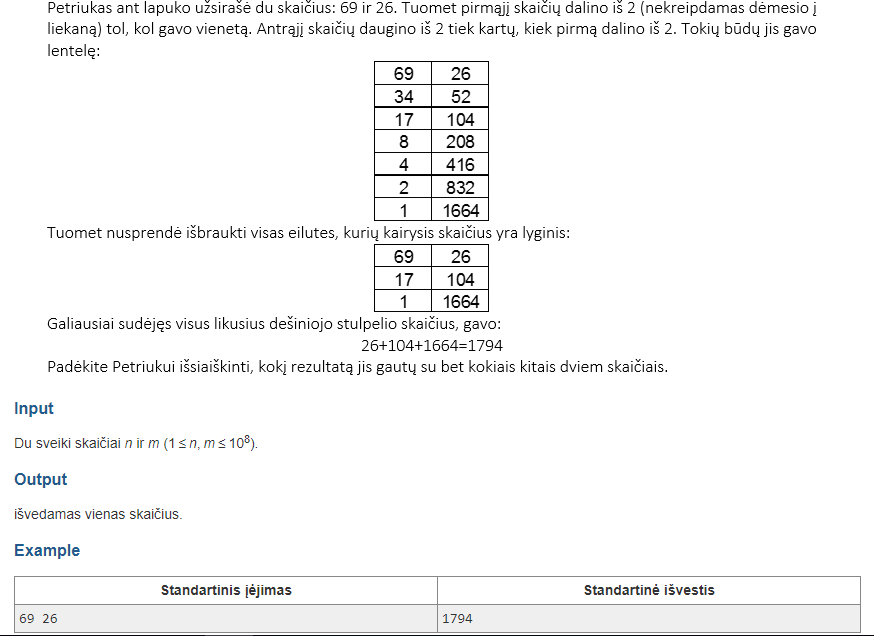 Petriukas ant lapuko užsirašė du skaičius: 69 ir 26. Tuomet pirmąjį skaičių dalino iš 2 (nekreipdamas dėmesio į
liekaną) tol, kol gavo vienetą. Antrąjį skaičių daugino iš 2 tiek kartų, kiek pirmą dalino iš 2. Tokių būdų jis gavo
lentelę:
69 26
34 52
17 104
8 208
4 416
2 832
1 1664
Tuomet nusprendė išbraukti visas eilutes, kurių kairysis skaičius yra lyginis:
69 26
17 104
1 1664
Galiausiai sudėjęs visus likusius dešiniojo stulpelio skaičius, gavo:
26+104+1664=1794
Padėkite Petriukui išsiaiškinti, kokį rezultatą jis gautų su bet kokiais kitais dviem skaičiais.
Input
Du sveiki skaičiai n ir m (1 ≤ n, m ≤ 10⁸).
Output
išvedamas vienas skaičius.
Example
Standartinis įėjimas Standartinė išvestis
69 26 1794